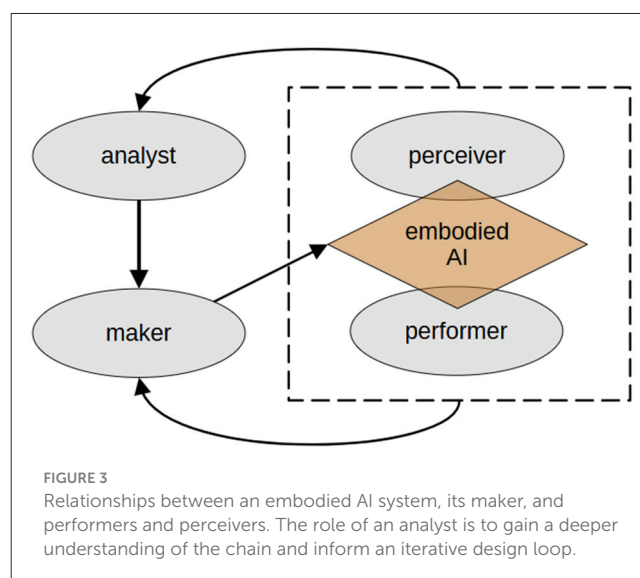 analyst
perceiver
embodied
AI
maker
performer
FIGURE 3
Relationships between an embodied AI system, its maker, and
performers and perceivers. The role of an analyst is to gain a deeper
understanding of the chain and inform an iterative design loop.